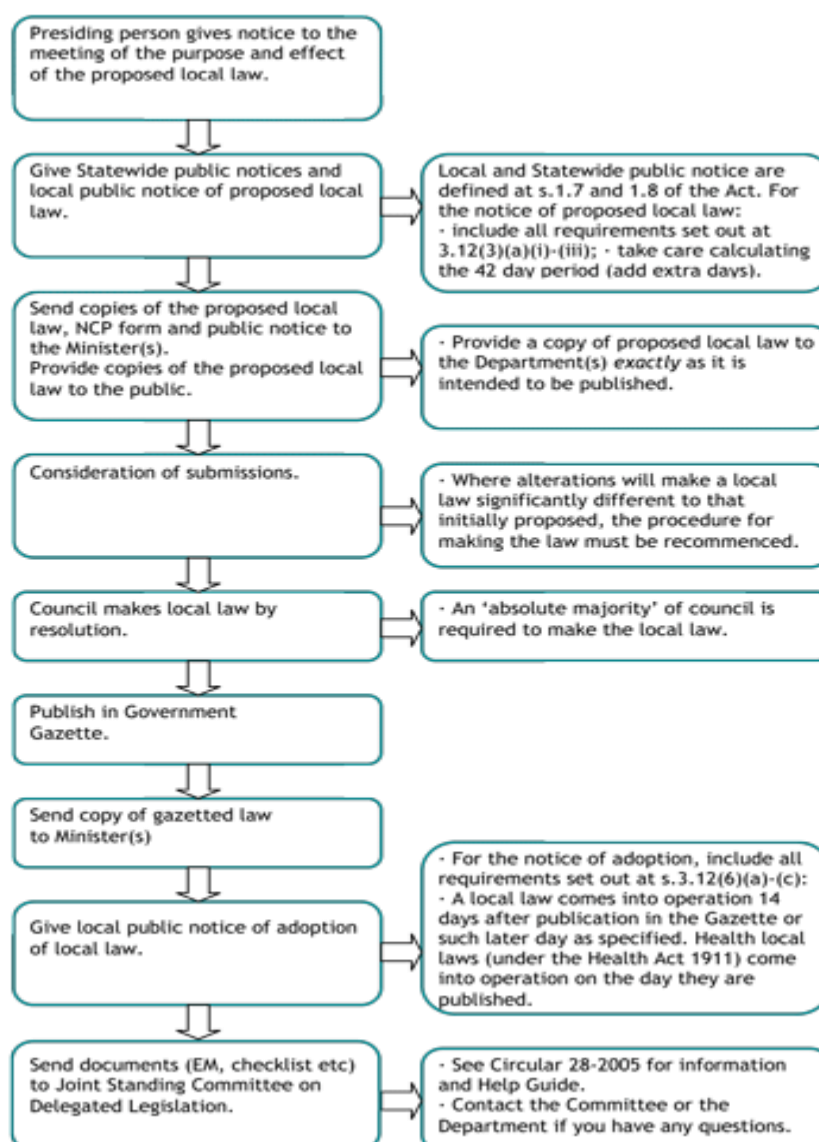 Presiding person gives notice to the
meeting of the purpose and effect
of the proposed local law.
Give Statewide public notices and
local public notice of proposed local
law.
Local and Statewide public notice are
defined at s.1.7 and 1.8 of the Act. For
the notice of proposed local law:
- include all requirements set out at
3.12(3)(a)(i)-(iii); - take care calculating
the 42 day period (add extra days).
Send copies of the proposed local
law, NCP form and public notice to
the Minister(s).
Provide copies of the proposed local
law to the public.
- Provide a copy of proposed local law to
the Department(s) exactly as it is
intended to be published.
Consideration of submissions.
- Where alterations will make a local
law significantly different to that
initially proposed, the procedure for
making the law must be recommenced.
Council makes local law by
resolution.
- An ‘absolute majority’ of council is
required to make the local law.
Publish in Government
Gazette.
Send copy of gazetted law
to Minister(s)
Give local public notice of adoption
of local law.
- For the notice of adoption, include all
requirements set out at s.3.12(6)(a)-(c):
- A local law comes into operation 14
days after publication in the Gazette or
such later day as specified. Health local
laws (under the Health Act 1911) come
into operation on the day they are
published.
Send documents (EM, checklist etc)
to Joint Standing Committee on
Delegated Legislation.
- See Circular 28-2005 for information
and Help Guide.
- Contact the Committee or the
Department if you have any questions.